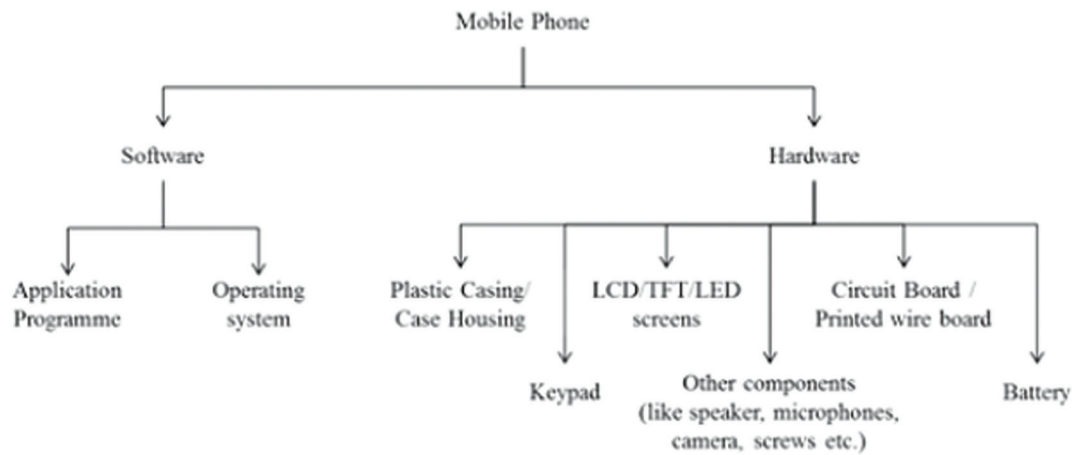 Mobile Phone
Software
Hardware
Application
Programme
Operating
system
Plastic Casing/
Case Housing
LCD/TFT/LED
screens
Circuit Board /
Printed wire board
Keypad
Other components
(like speaker, microphones,
camera, screws etc.)
Battery